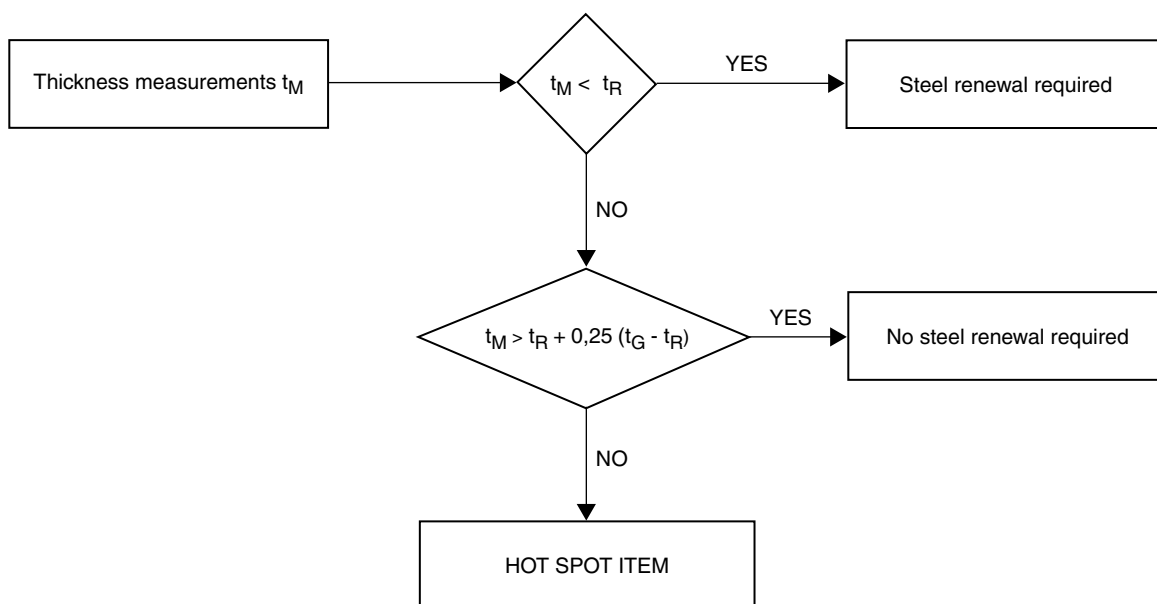 Thickness measurements tM
tM < tR
YES
Steel renewal required
NO
tM > tR + 0,25 (tG - tR)
YES
No steel renewal required
NO
HOT SPOT ITEM